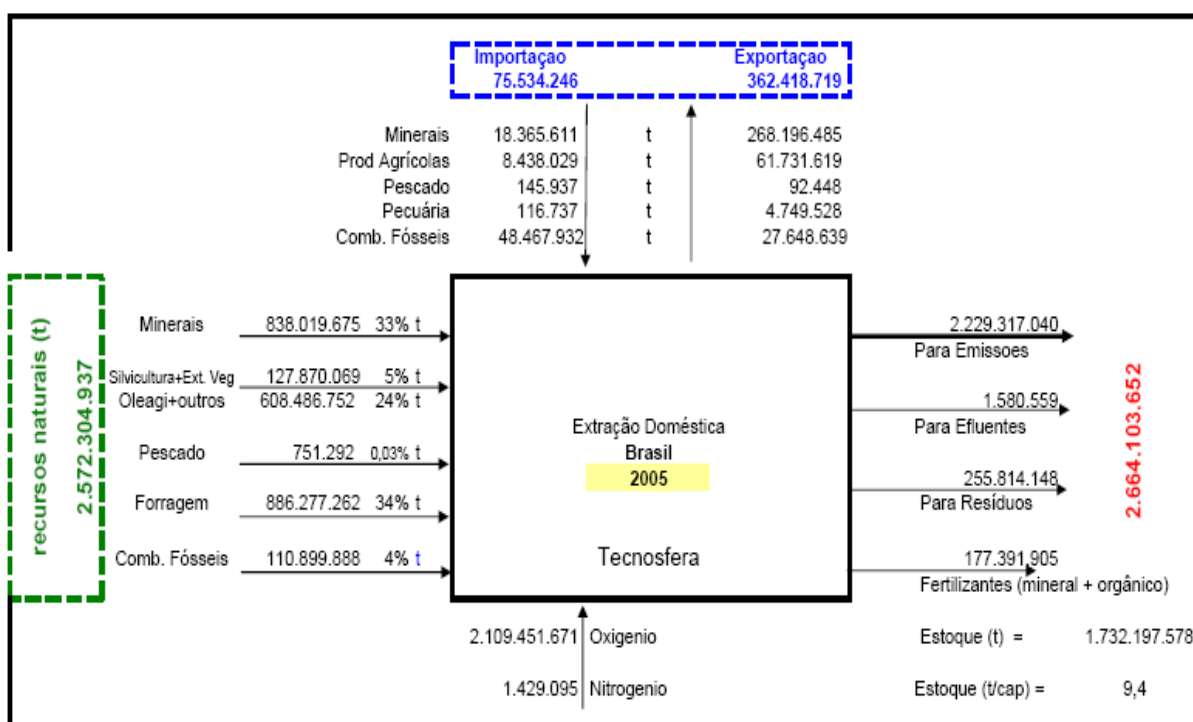 Importaçao Exportaçao
75.534.246 362.418.719
Minerais 18.365.611 t 268.196.485
Prod Agrícolas 8.438.029 t 61.731.619
Pescado 145.937 t 92.448
Pecuária 116.737 t 4.749.528
Comb. Fósseis 48.467.932 t 27.648.639
recursos naturais (t)
2.572.304.937
Minerais 838.019.675 33% t
Silvicultura+Ext. Veg 127.870.069 5% t
Oleagi+outros 608.486.752 24% t
Pescado 751.292 0,03% t
Forragem 886.277.262 34% t
Comb. Fósseis 110.899.888 4% t
Extração Doméstica
Brasil
2005
Tecnosfera
2.229.317.040
Para Emissoes
1.580.559
Para Efluentes
255.814.148
Para Resíduos
177.391.905
Fertilizantes (mineral + orgânico)
2.664.103.652
2.109.451.671 Oxigenio
1.429.095 Nitrogenio
Estoque (t) = 1.732.197.578
Estoque (t/cap) = 9,4